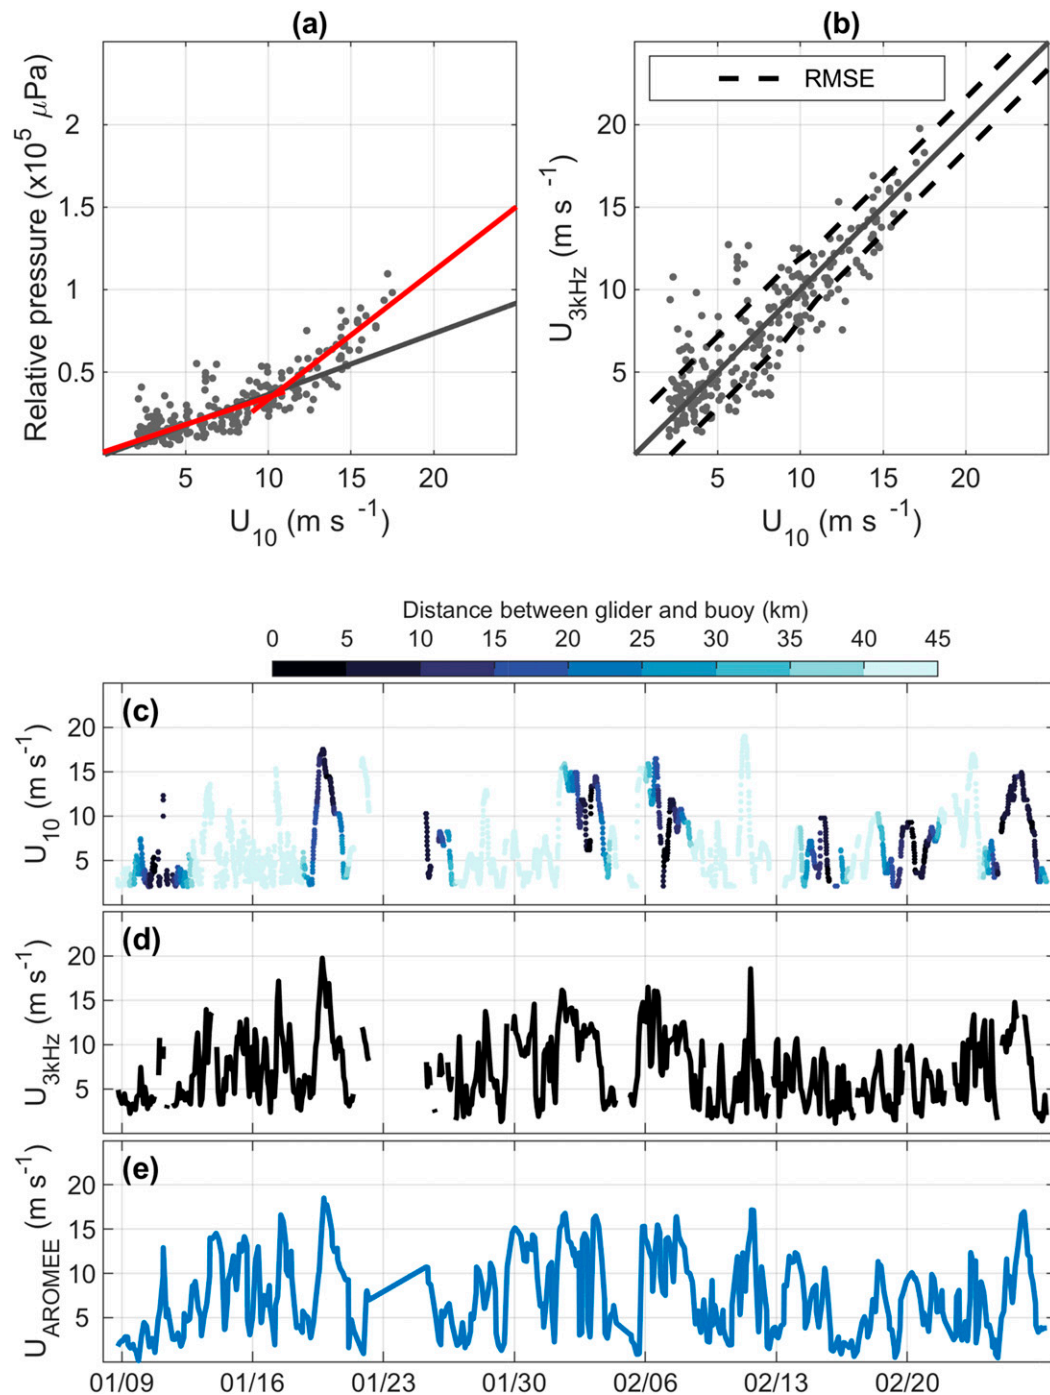 (a)
Relative pressure (x10⁵ μPa)
2
1.5
1
0.5
5 10 15 20
U₁₀ (m s ⁻¹)
(b)
RMSE
U₃ₖHz (m s ⁻¹)
20
15
10
5
5 10 15 20
U₁₀ (m s ⁻¹)
Distance between glider and buoy (km)
0 5 10 15 20 25 30 35 40 45
(c)
U₁₀ (m s⁻¹)
20
15
10
5
(d)
U₃ₖHz (m s⁻¹)
20
15
10
5
(e)
U_AROMEE (m s⁻¹)
20
15
10
5
01/09 01/16 01/23 01/30 02/06 02/13 02/20